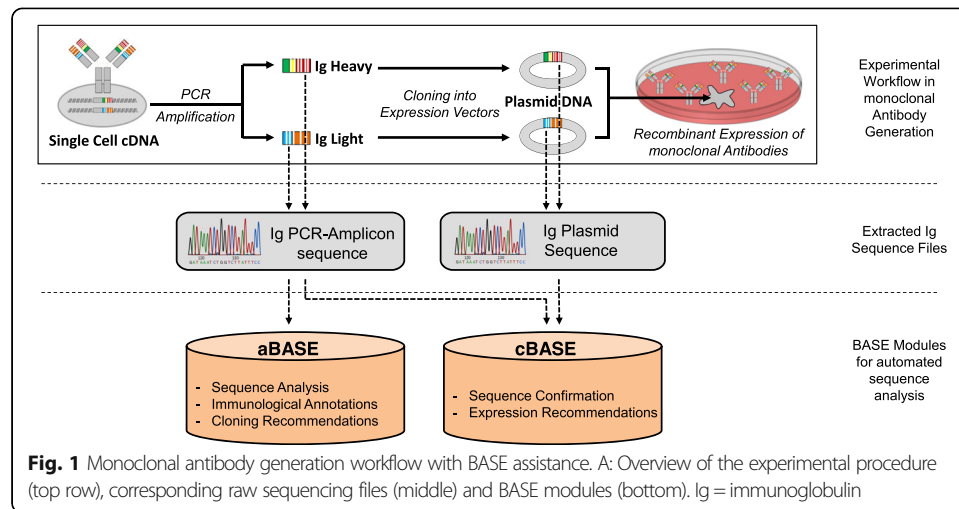 Single Cell cDNA
PCR
Amplification
Ig Heavy
Ig Light
Cloning into
Expression Vectors
Plasmid DNA
Recombinant Expression of
monoclonal Antibodies
Experimental
Workflow in
monoclonal
Antibody
Generation
Ig PCR-Amplicon
sequence
Ig Plasmid
Sequence
Extracted Ig
Sequence Files
aBASE
- Sequence Analysis
- Immunological Annotations
- Cloning Recommendations
cBASE
- Sequence Confirmation
- Expression Recommendations
BASE Modules
for automated
sequence
analysis
Fig. 1 Monoclonal antibody generation workflow with BASE assistance. A: Overview of the experimental procedure
(top row), corresponding raw sequencing files (middle) and BASE modules (bottom). Ig = immunoglobulin